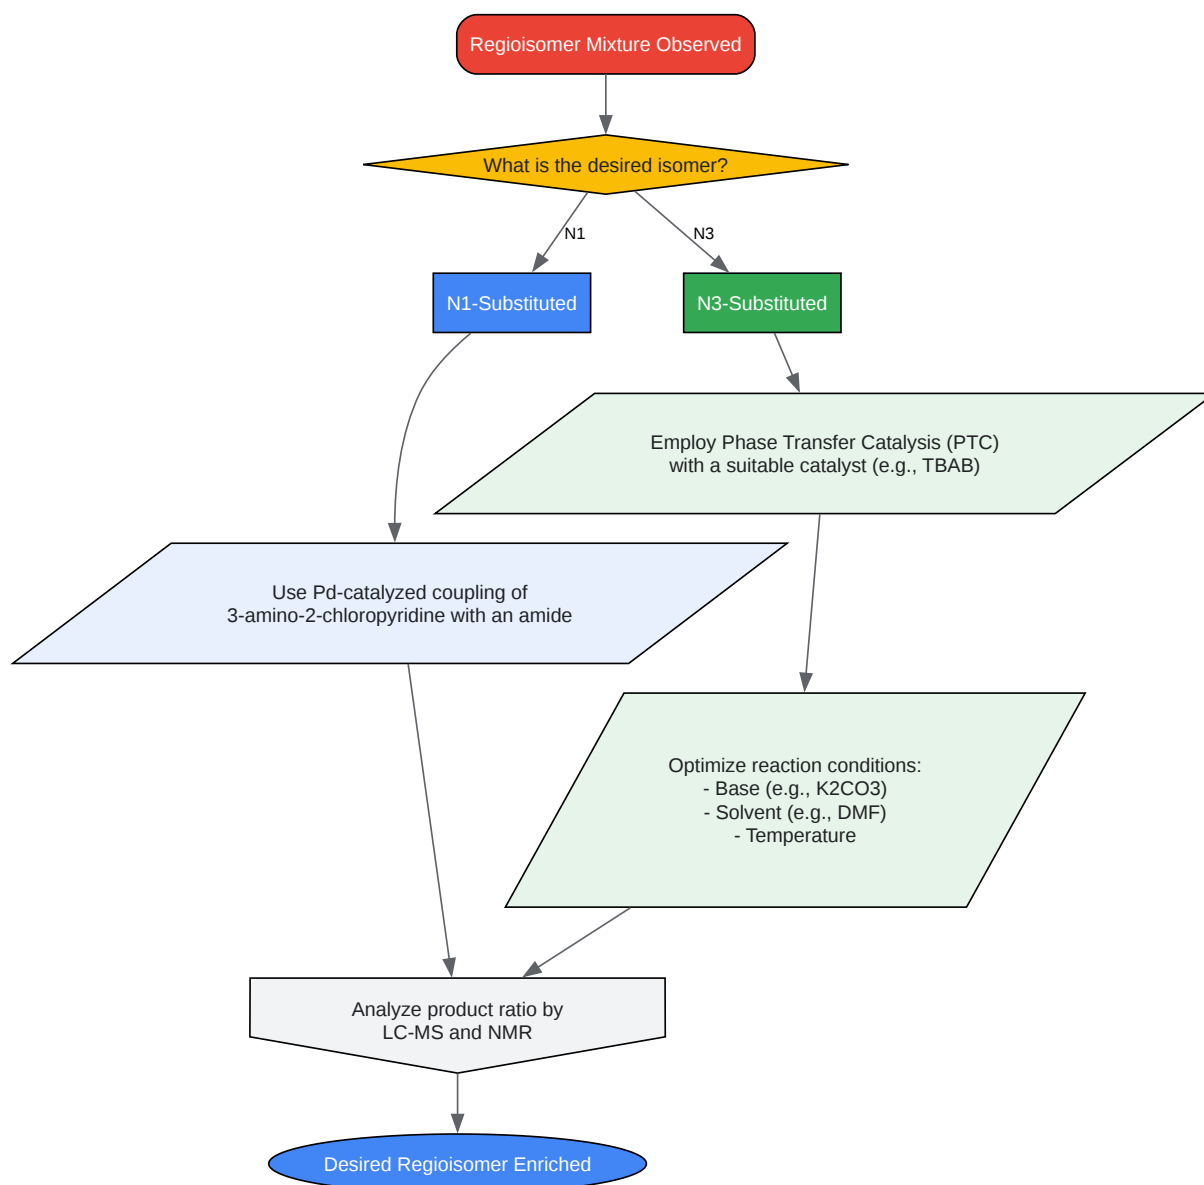 Regioisomer Mixture Observed
What is the desired isomer?
N1
N3
N1-Substituted
N3-Substituted
Employ Phase Transfer Catalysis (PTC)
with a suitable catalyst (e.g., TBAB)
Use Pd-catalyzed coupling of
3-amino-2-chloropyridine with an amide
Optimize reaction conditions:
- Base (e.g., K2CO3)
- Solvent (e.g., DMF)
- Temperature
Analyze product ratio by
LC-MS and NMR
Desired Regioisomer Enriched